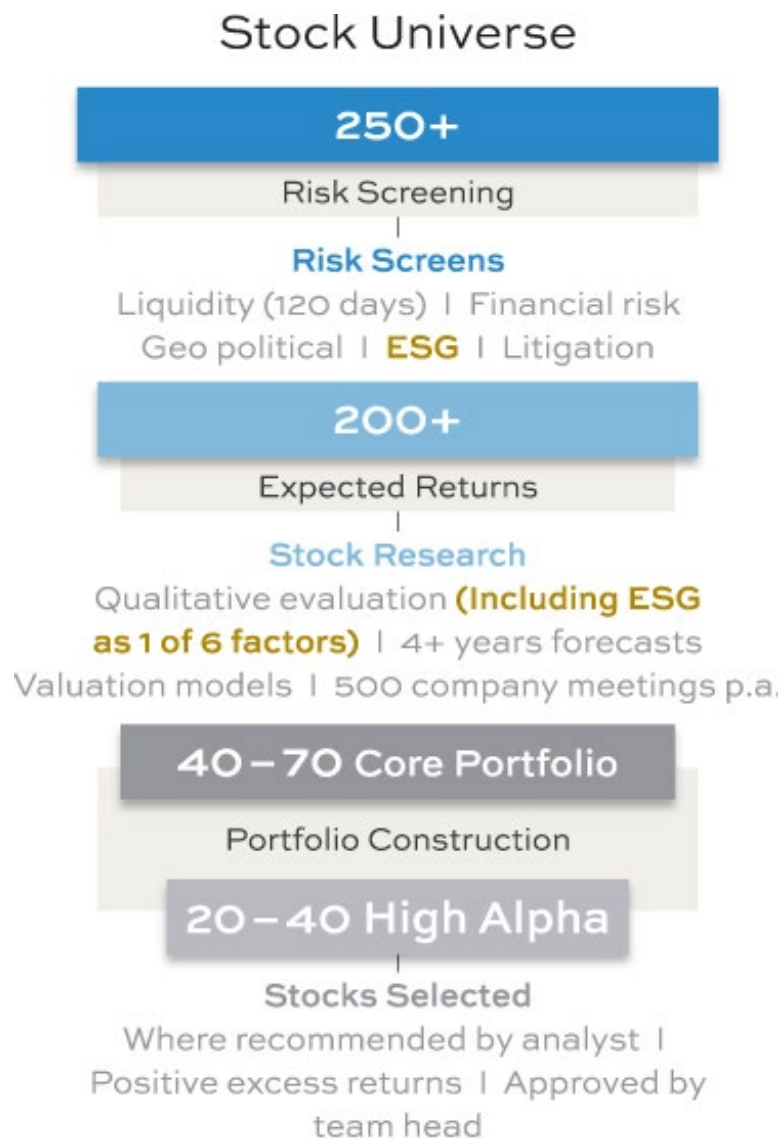 Stock Universe
250+
Risk Screening
Risk Screens
Liquidity (120 days) | Financial risk
Geo political | ESG | Litigation
200+
Expected Returns
Stock Research
Qualitative evaluation (Including ESG
as 1 of 6 factors) | 4+ years forecasts
Valuation models | 500 company meetings p.a.
40–70 Core Portfolio
Portfolio Construction
20–40 High Alpha
Stocks Selected
Where recommended by analyst |
Positive excess returns | Approved by
team head